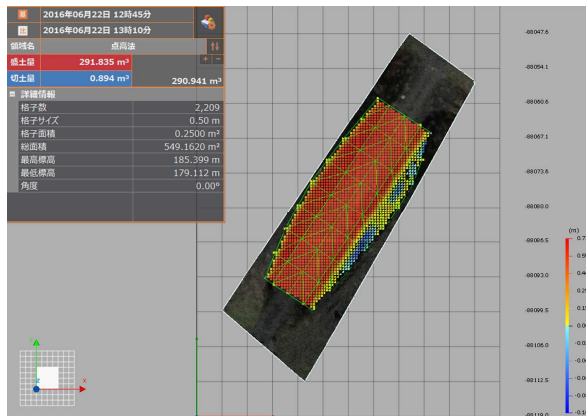 基 2016年06月22日 12時45分
比 2016年06月22日 13時10分
領域名 点高法
盛土量 291.835 m³
切土量 0.894 m³ 290.941 m³
詳細情報
格子数 2,209
格子サイズ 0.50 m
格子面積 0.2500 m²
総面積 549.1620 m²
最高標高 185.399 m
最低標高 179.112 m
角度 0.00°
-88047.6
-88054.1
-88060.6
-88067.1
-88073.6
-88080.0
-88086.5
-88093.0
-88099.5
-88106.0
-88112.5
-88119.0
(m)
X
Z